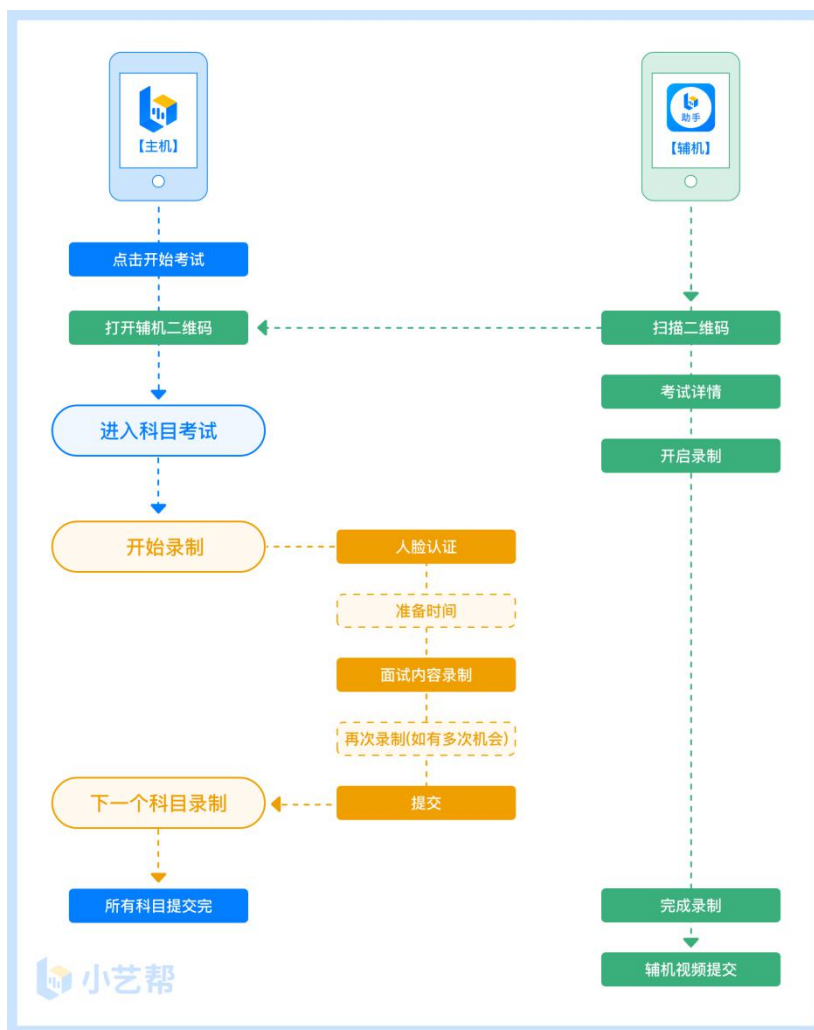 【主机】
助手
【辅机】
点击开始考试
打开辅机二维码
扫描二维码
考试详情
进入科目考试
开启录制
开始录制
人脸认证
准备时间
面试内容录制
再次录制(如有多次机会)
下一个科目录制
提交
所有科目提交完
完成录制
辅机视频提交
小艺帮